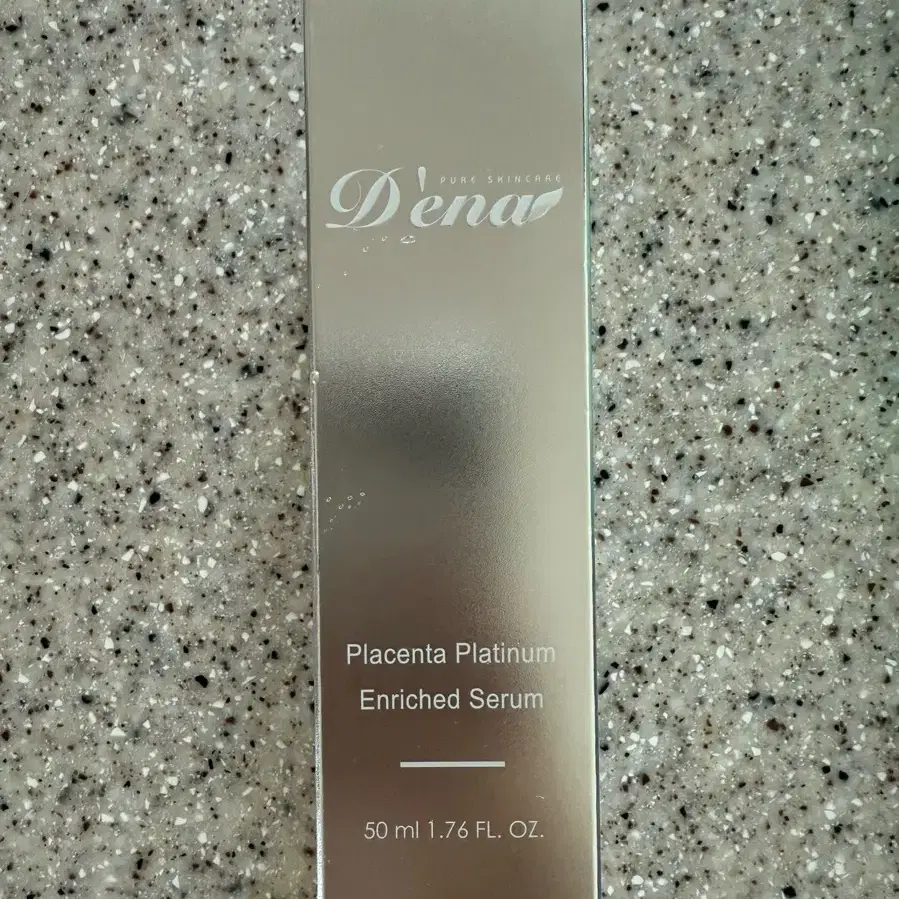 PURE SKINCARE
D'ena
Placenta Platinum
Enriched Serum
50 ml 1.76 FL. OZ.